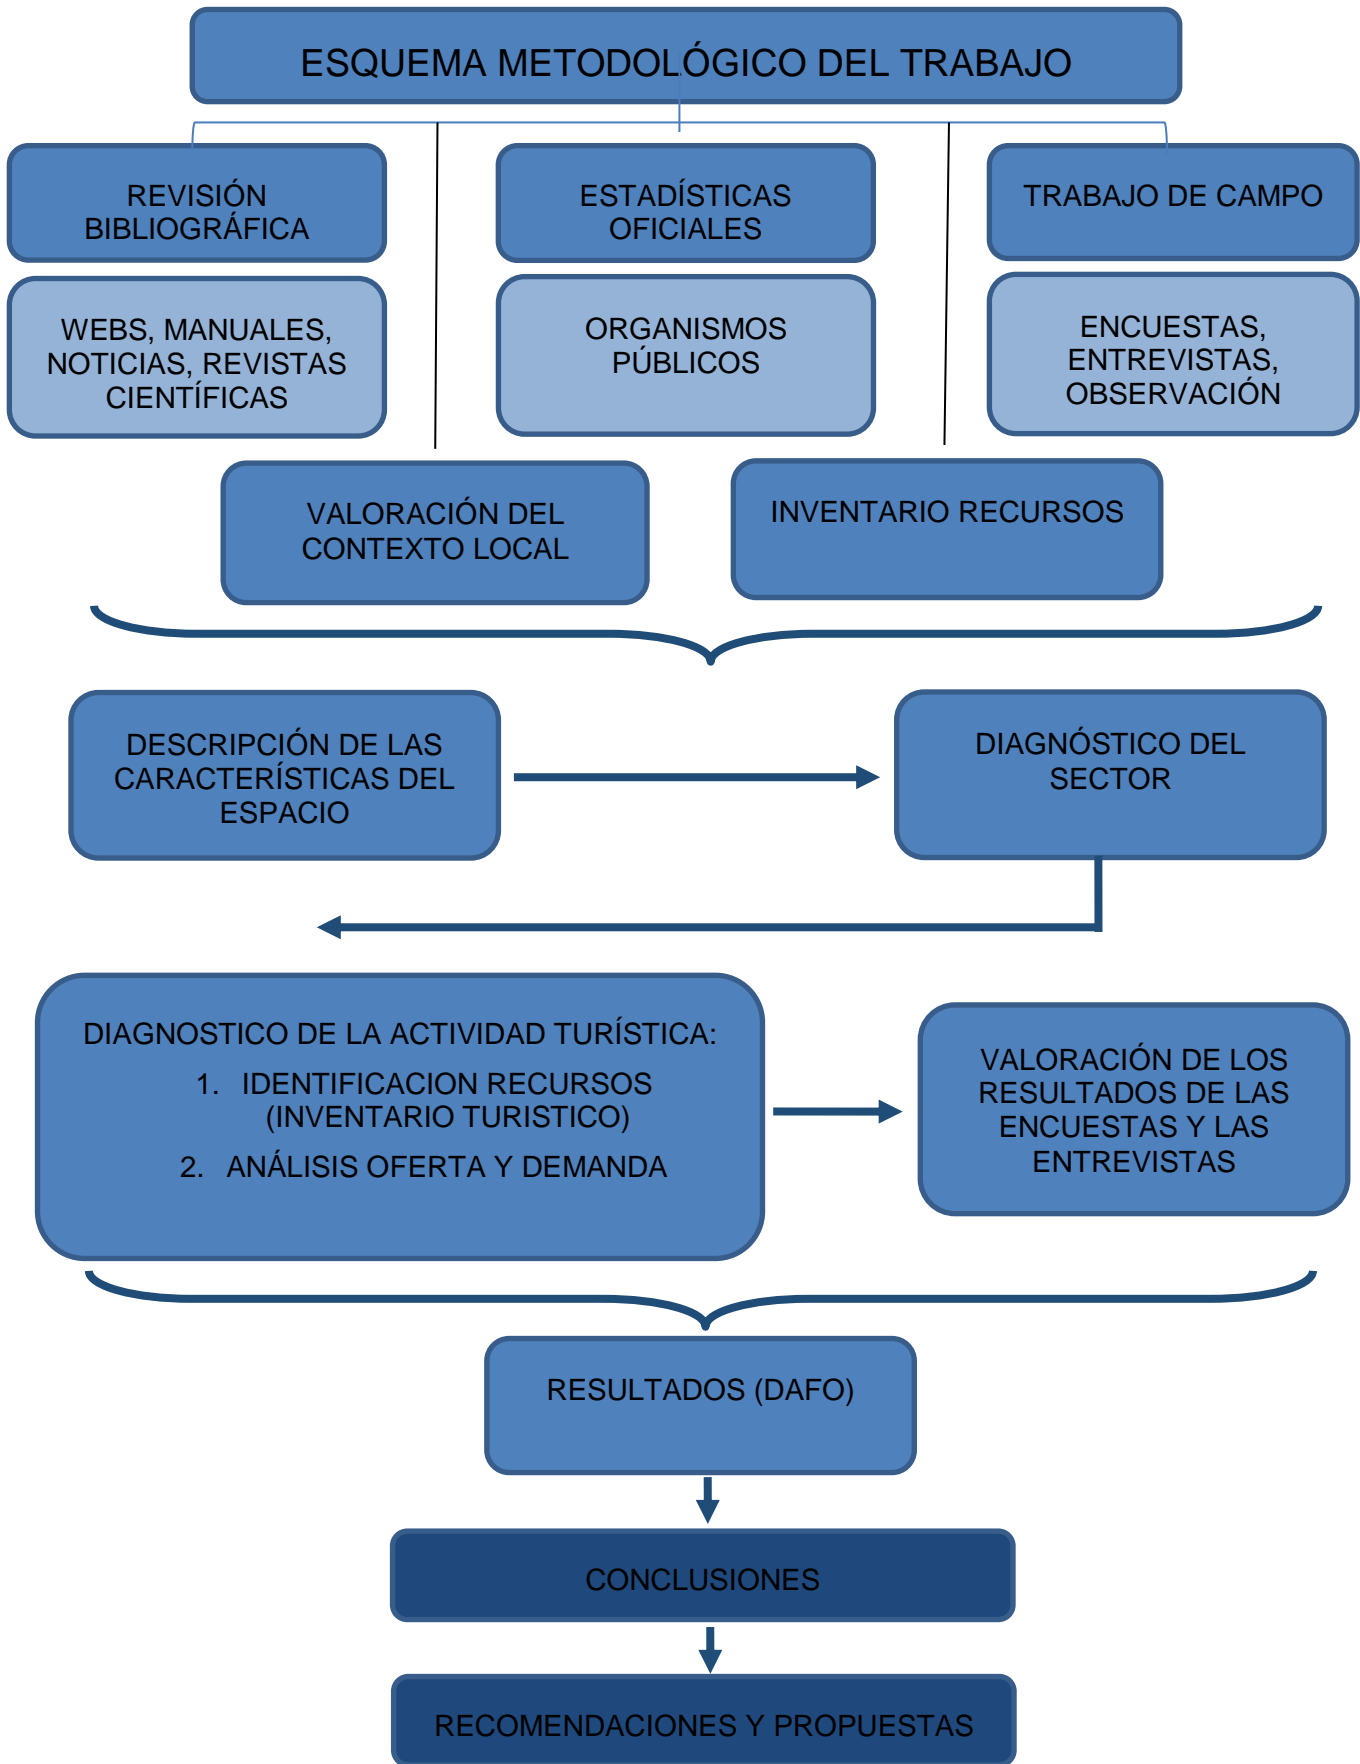 ESQUEMA METODOLÓGICO DEL TRABAJO
REVISIÓN
BIBLIOGRÁFICA
ESTADÍSTICAS
OFICIALES
TRABAJO DE CAMPO
WEBS, MANUALES,
NOTICIAS, REVISTAS
CIENTÍFICAS
ORGANISMOS
PÚBLICOS
ENCUESTAS,
ENTREVISTAS,
OBSERVACIÓN
VALORACIÓN DEL
CONTEXTO LOCAL
INVENTARIO RECURSOS
DESCRIPCIÓN DE LAS
CARACTERÍSTICAS DEL
ESPACIO
DIAGNÓSTICO DEL
SECTOR
DIAGNOSTICO DE LA ACTIVIDAD TURÍSTICA:
1. IDENTIFICACION RECURSOS
(INVENTARIO TURISTICO)
2. ANÁLISIS OFERTA Y DEMANDA
VALORACIÓN DE LOS
RESULTADOS DE LAS
ENCUESTAS Y LAS
ENTREVISTAS
RESULTADOS (DAFO)
CONCLUSIONES
RECOMENDACIONES Y PROPUESTAS